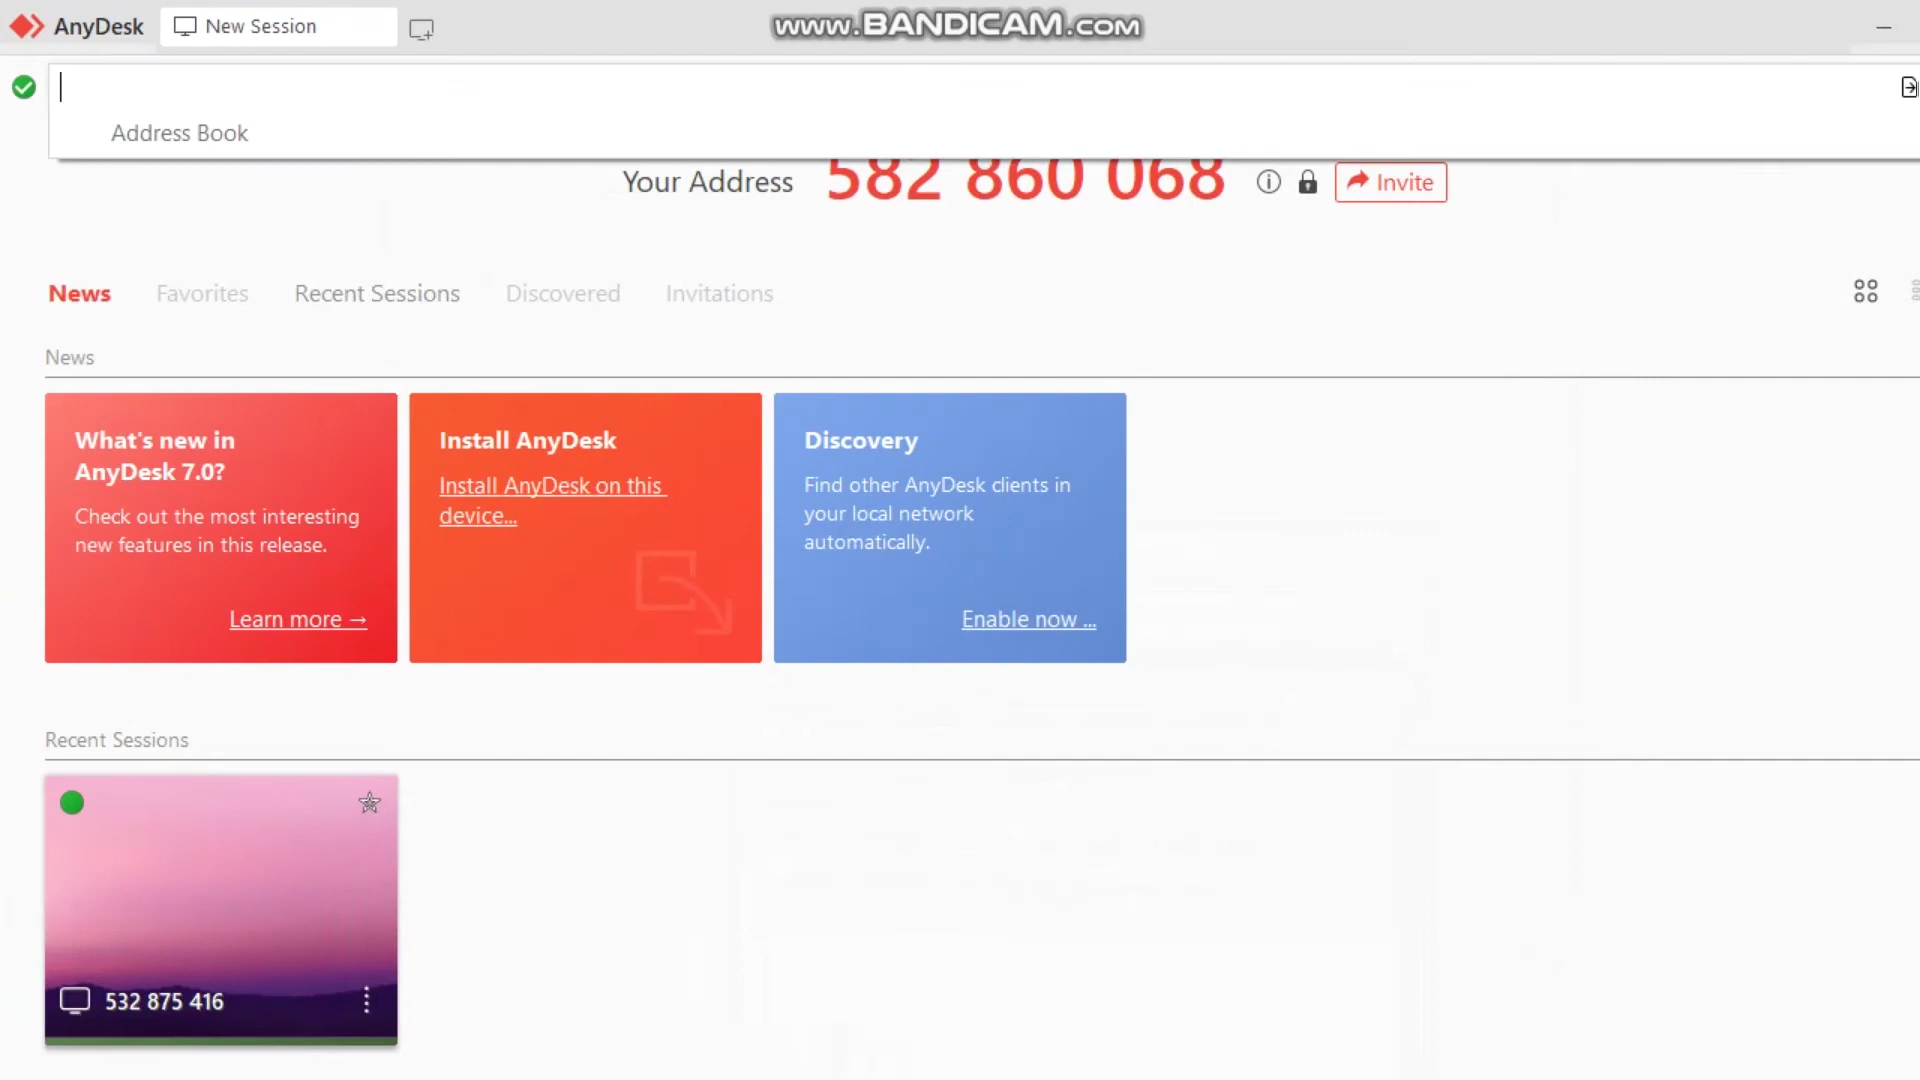 AnyDesk
New Session
www.BANDICAM.com
Address Book
Your Address
582 860 068
Invite
News
Favorites
Recent Sessions
Discovered
Invitations
News
What's new in
AnyDesk 7.0?
Check out the most interesting
new features in this release.
Learn more →
Install AnyDesk
Install AnyDesk on this
device...
Discovery
Find other AnyDesk clients in
your local network
automatically.
Enable now ...
Recent Sessions
532 875 416